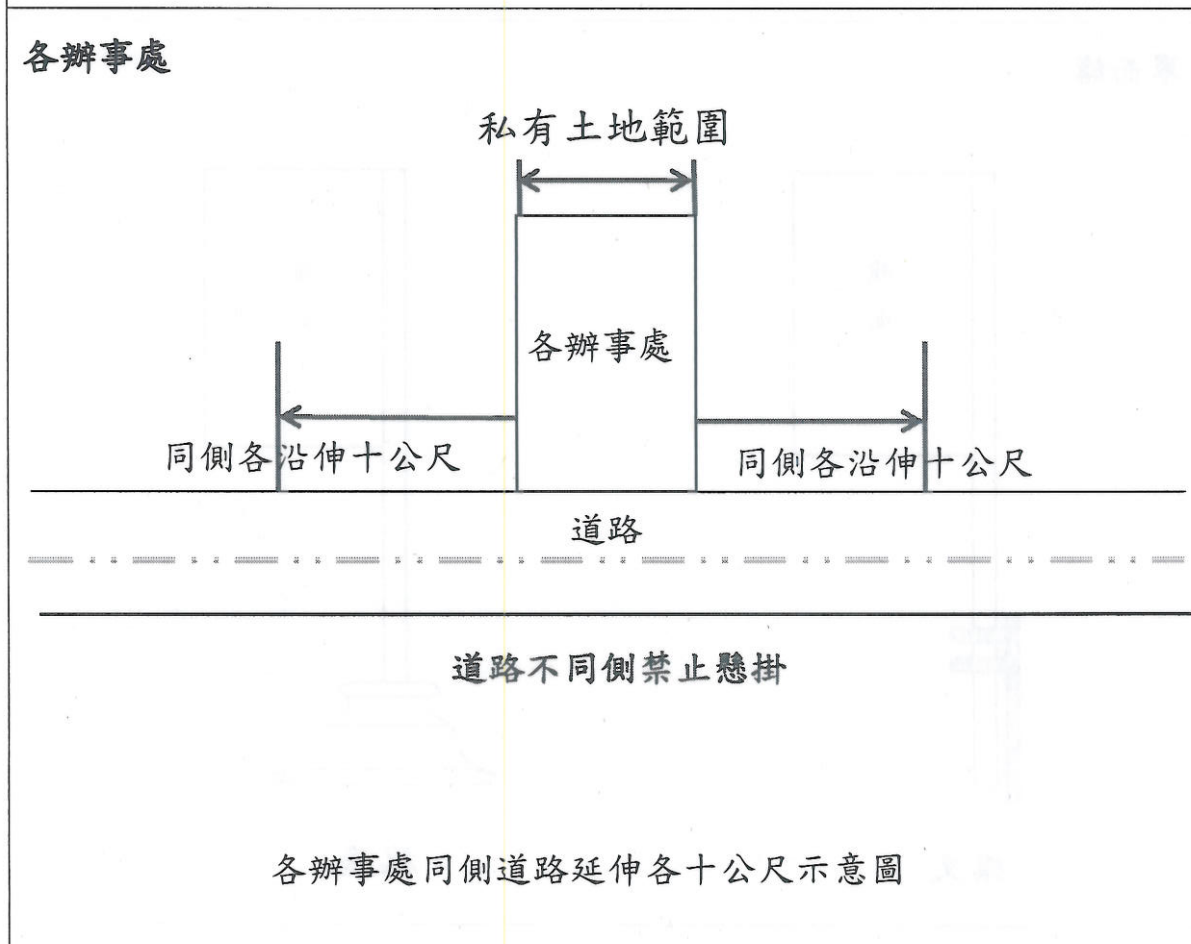 各辦事處
私有土地範圍
各辦事處
同側各沿伸十公尺
同側各沿伸十公尺
道路
道路不同側禁止懸掛
各辦事處同側道路延伸各十公尺示意圖